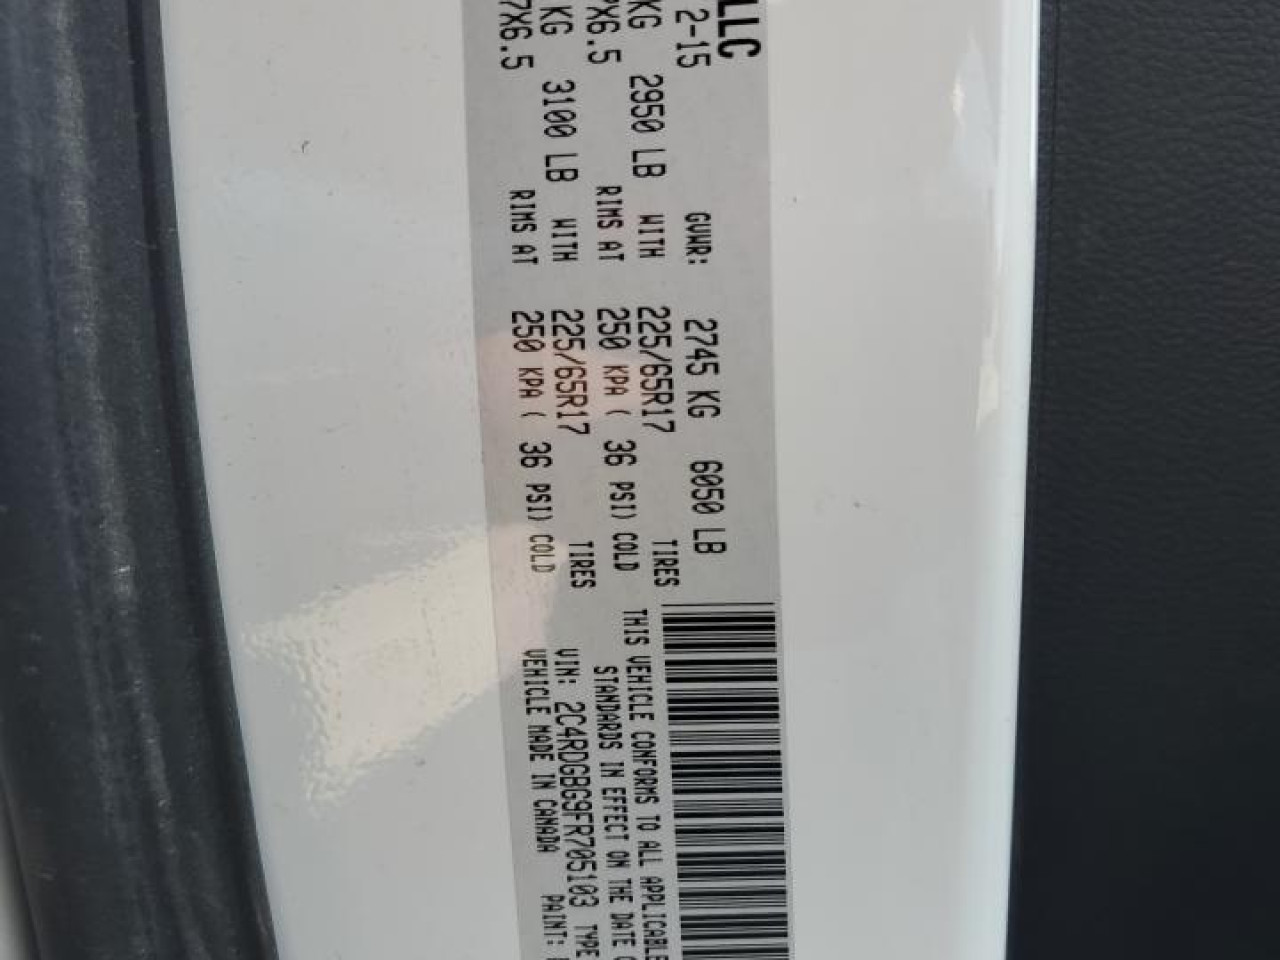 LLC
2-15 GVWR: 2745 KG 6050 LB
KG 2950 LB WITH 225/65R17 TIRES
X6.5 RIMS AT 250 KPA ( 36 PSI) COLD
KG 3100 LB WITH 225/65R17 TIRES
7X6.5 RIMS AT 250 KPA ( 36 PSI) COLD
THIS VEHICLE CONFORMS TO ALL APPLICABLE
STANDARDS IN EFFECT ON THE DATE
VIN: 2C4RDGBG9FR705103 TYPE
VEHICLE MADE IN CANADA PAINT: